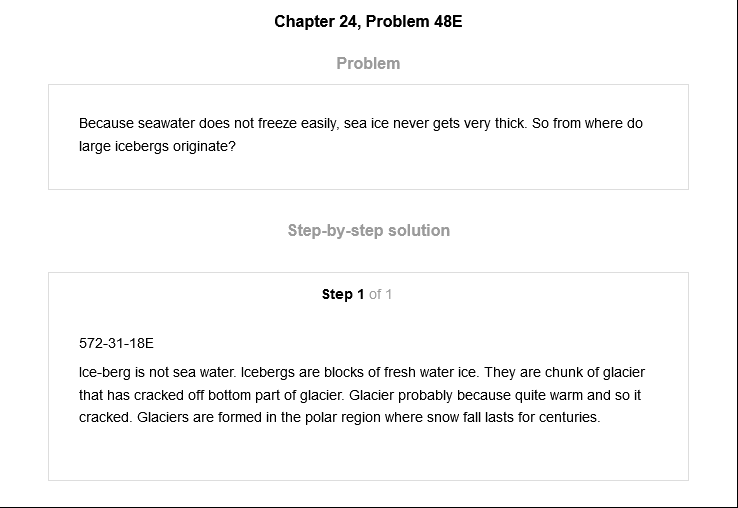 Chapter 24, Problem 48E
Problem
Because seawater does not freeze easily, sea ice never gets very thick. So from where do
large icebergs originate?
Step-by-step solution
Step 1 of 1
572-31-18E
Ice-berg is not sea water. Icebergs are blocks of fresh water ice. They are chunk of glacier
that has cracked off bottom part of glacier. Glacier probably because quite warm and so it
cracked. Glaciers are formed in the polar region where snow fall lasts for centuries.